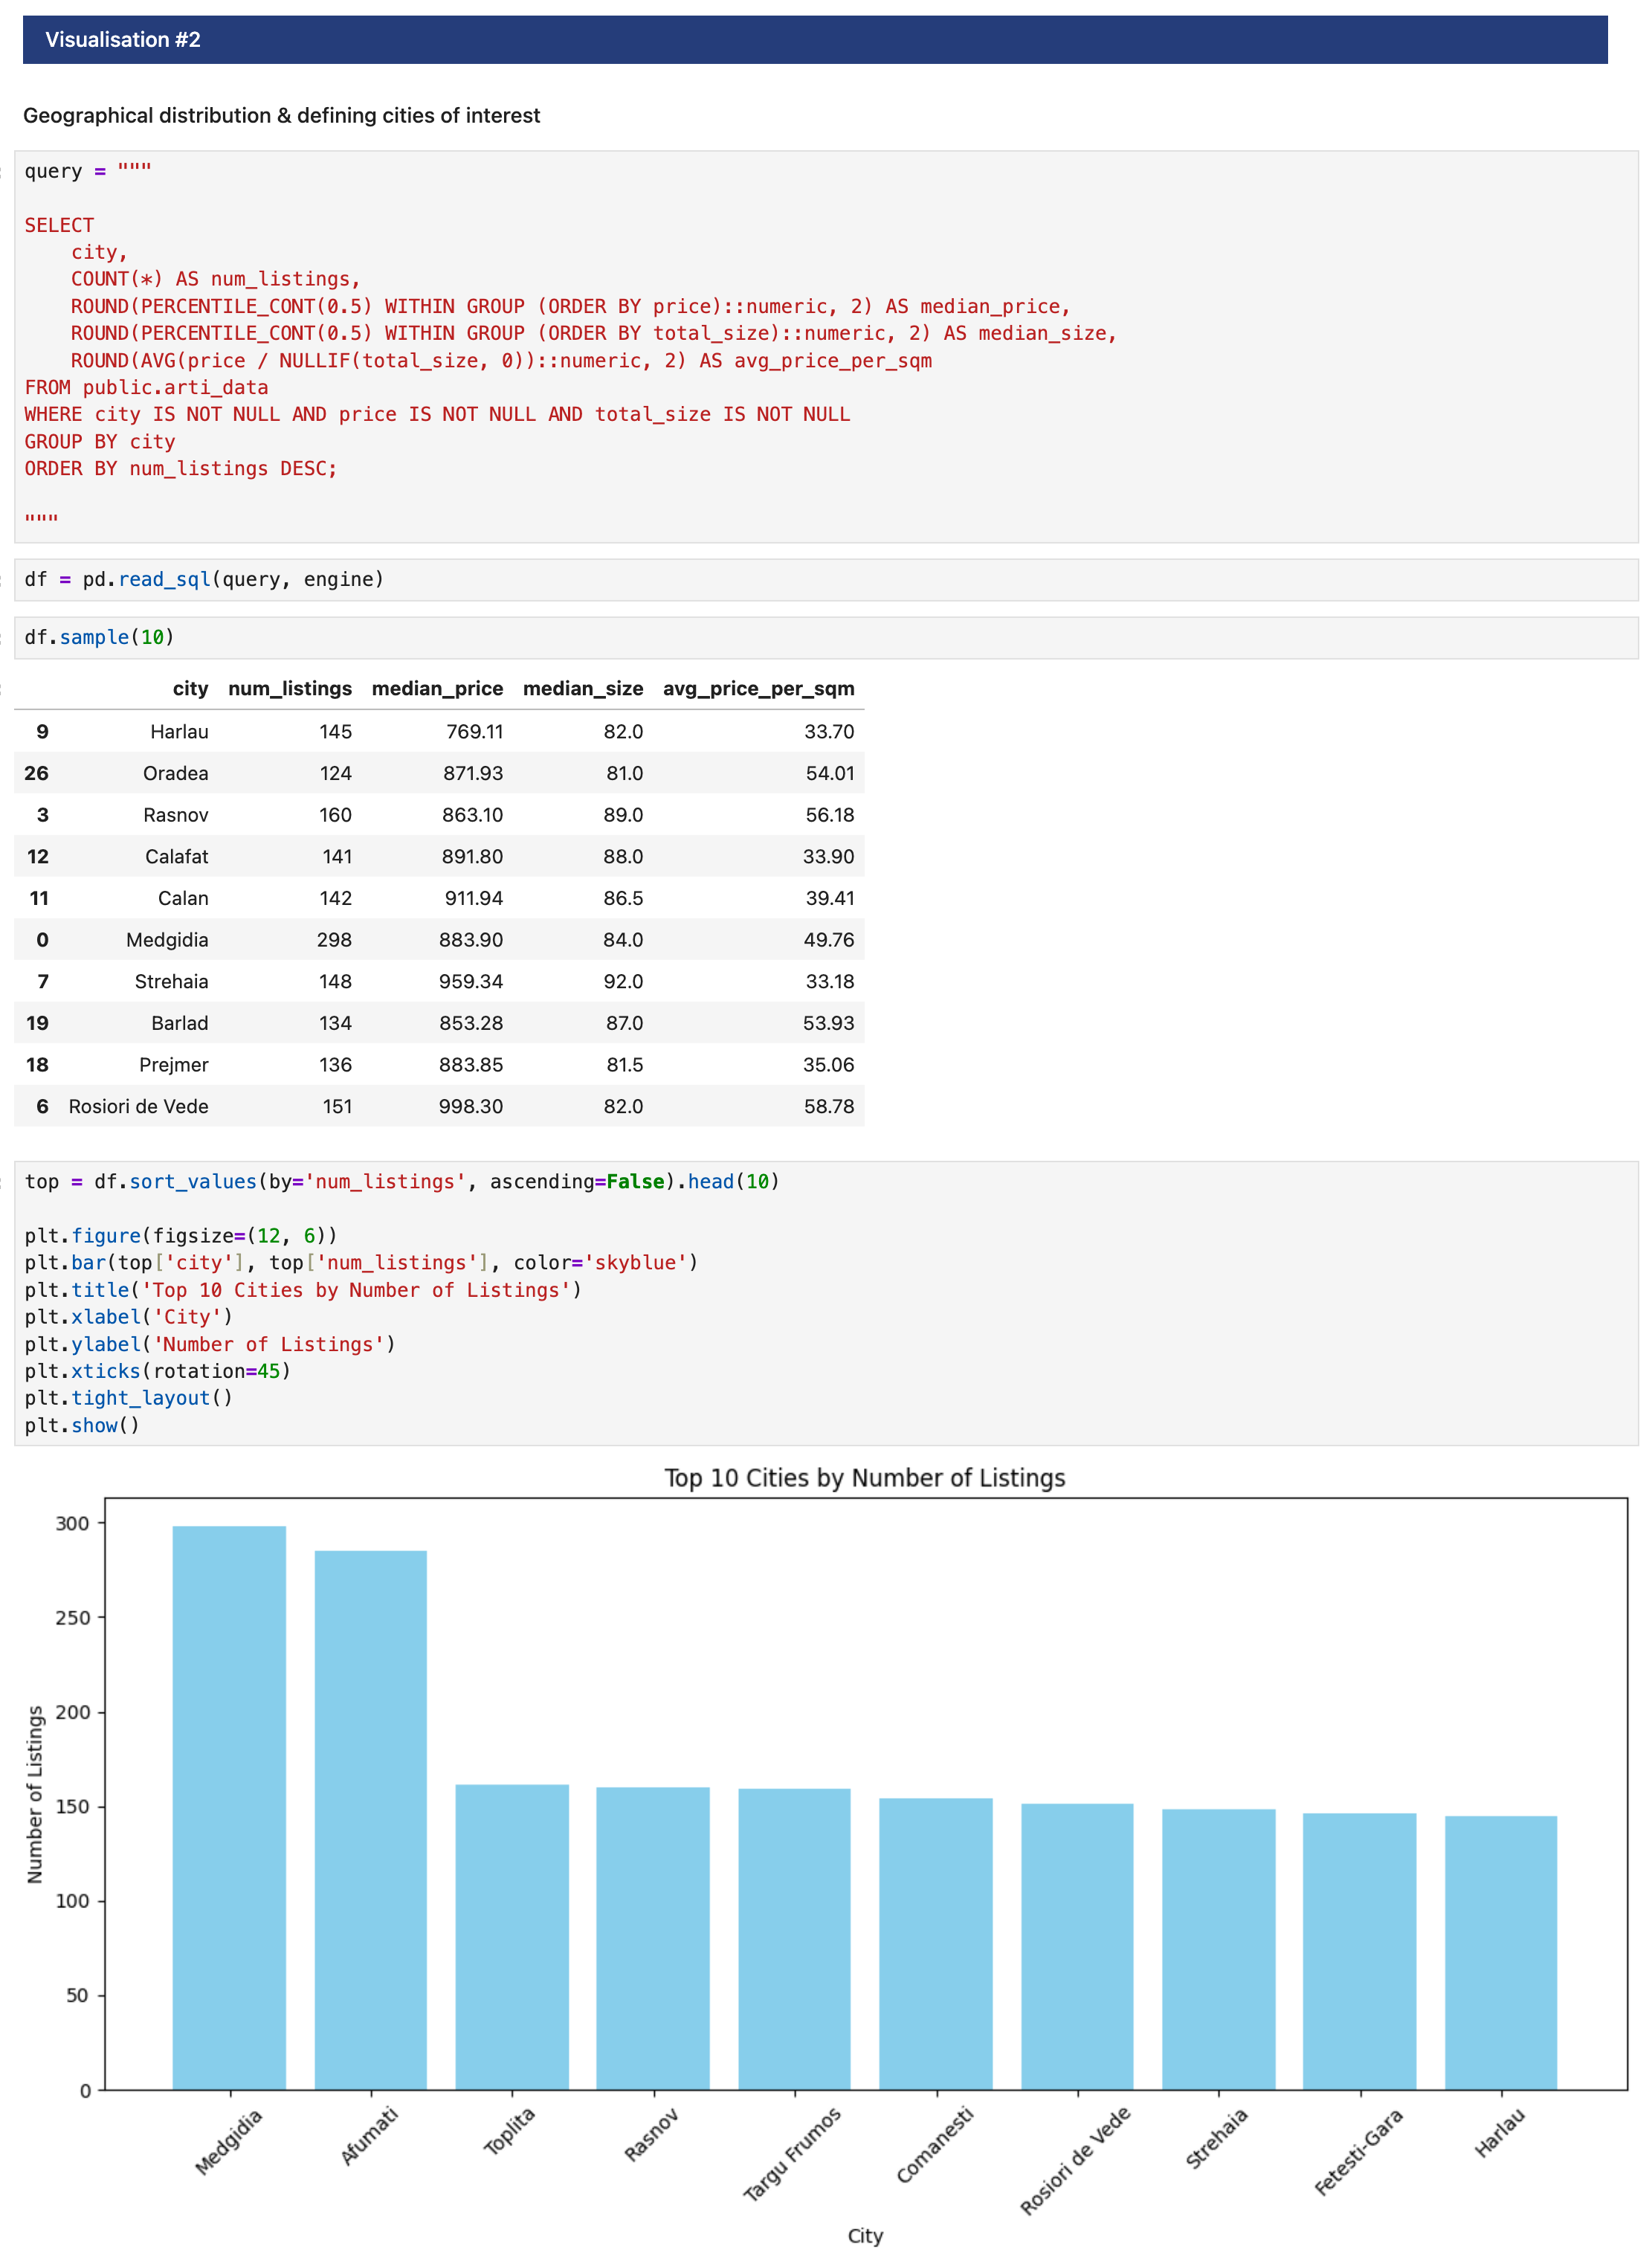 Visualisation #2
Geographical distribution & defining cities of interest
query = """
SELECT
    city,
    COUNT(*) AS num_listings,
    ROUND(PERCENTILE_CONT(0.5) WITHIN GROUP (ORDER BY price)::numeric, 2) AS median_price,
    ROUND(PERCENTILE_CONT(0.5) WITHIN GROUP (ORDER BY total_size)::numeric, 2) AS median_size,
    ROUND(AVG(price / NULLIF(total_size, 0))::numeric, 2) AS avg_price_per_sqm
FROM public.arti_data
WHERE city IS NOT NULL AND price IS NOT NULL AND total_size IS NOT NULL
GROUP BY city
ORDER BY num_listings DESC;
"""
df = pd.read_sql(query, engine)
df.sample(10)
city num_listings median_price median_size avg_price_per_sqm
9 Harlau 145 769.11 82.0 33.70
26 Oradea 124 871.93 81.0 54.01
3 Rasnov 160 863.10 89.0 56.18
12 Calafat 141 891.80 88.0 33.90
11 Calan 142 911.94 86.5 39.41
0 Medgidia 298 883.90 84.0 49.76
7 Strehaia 148 959.34 92.0 33.18
19 Barlad 134 853.28 87.0 53.93
18 Prejmer 136 883.85 81.5 35.06
6 Rosiori de Vede 151 998.30 82.0 58.78
top = df.sort_values(by='num_listings', ascending=False).head(10)
plt.figure(figsize=(12, 6))
plt.bar(top['city'], top['num_listings'], color='skyblue')
plt.title('Top 10 Cities by Number of Listings')
plt.xlabel('City')
plt.ylabel('Number of Listings')
plt.xticks(rotation=45)
plt.tight_layout()
plt.show()
Top 10 Cities by Number of Listings
Number of Listings
300
250
200
150
100
50
0
Medgidia
Afumati
Toplita
Rasnov
Targu Frumos
Comanesti
Rosiori de Vede
Strehaia
Fetesti-Gara
Harlau
City